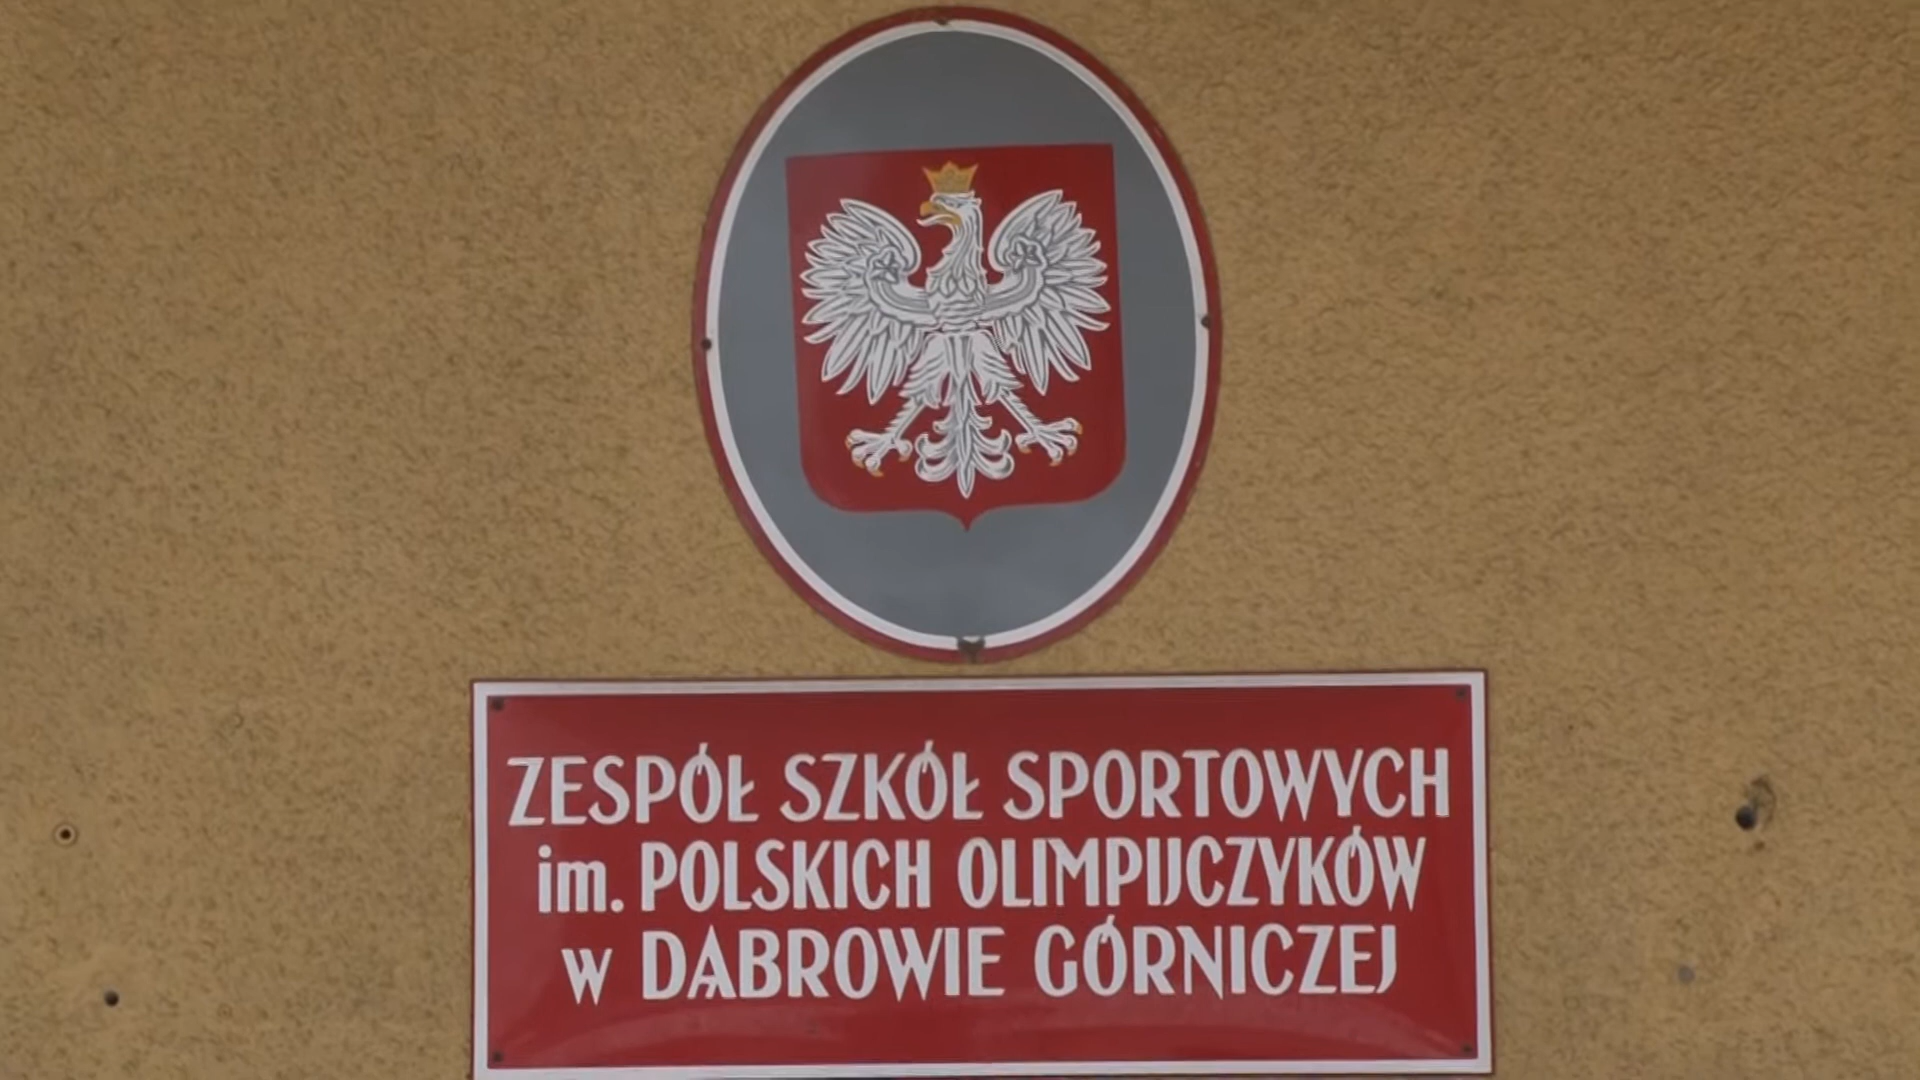 ZESPÓŁ SZKÓŁ SPORTOWYCH
im. POLSKICH OLIMPIJCZYKÓW
w DĄBROWIE GÓRNICZEJ